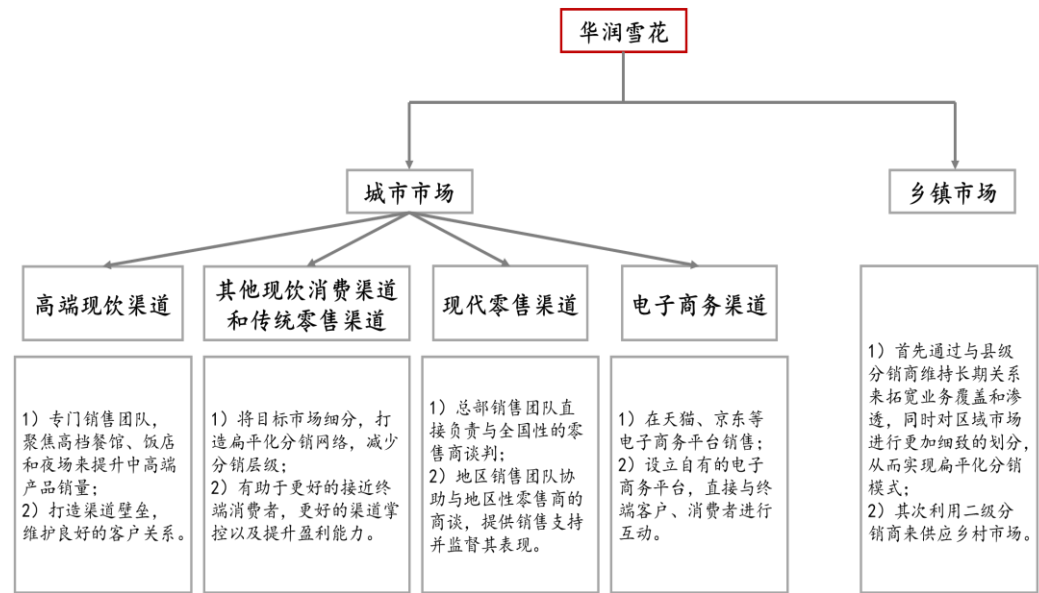 华润雪花
城市市场
乡镇市场
高端现饮渠道
其他现饮消费渠道
和传统零售渠道
现代零售渠道
电子商务渠道
1）专门销售团队，
聚焦高档餐馆、饭店
和夜场来提升中高端
产品销量；
2）打造渠道壁垒，
维护良好的客户关系。
1）将目标市场细分，打
造扁平化分销网络，减少
分销层级；
2）有助于更好的接近终
端消费者，更好的渠道掌
控以及提升盈利能力。
1）总部销售团队直
接负责与全国性的零
售商谈判；
2）地区销售团队协
助与地区性零售商的
商谈，提供销售支持
并监督其表现。
1）在天猫、京东等
电子商务平台销售；
2）设立自有的电子
商务平台，直接与终
端客户、消费者进行
互动。
1）首先通过与县级
分销商维持长期关系
来拓宽业务覆盖和渗
透，同时对区域市场
进行更加细致的划分，
从而实现扁平化分销
模式；
2）其次利用二级分
销商来供应乡村市场。